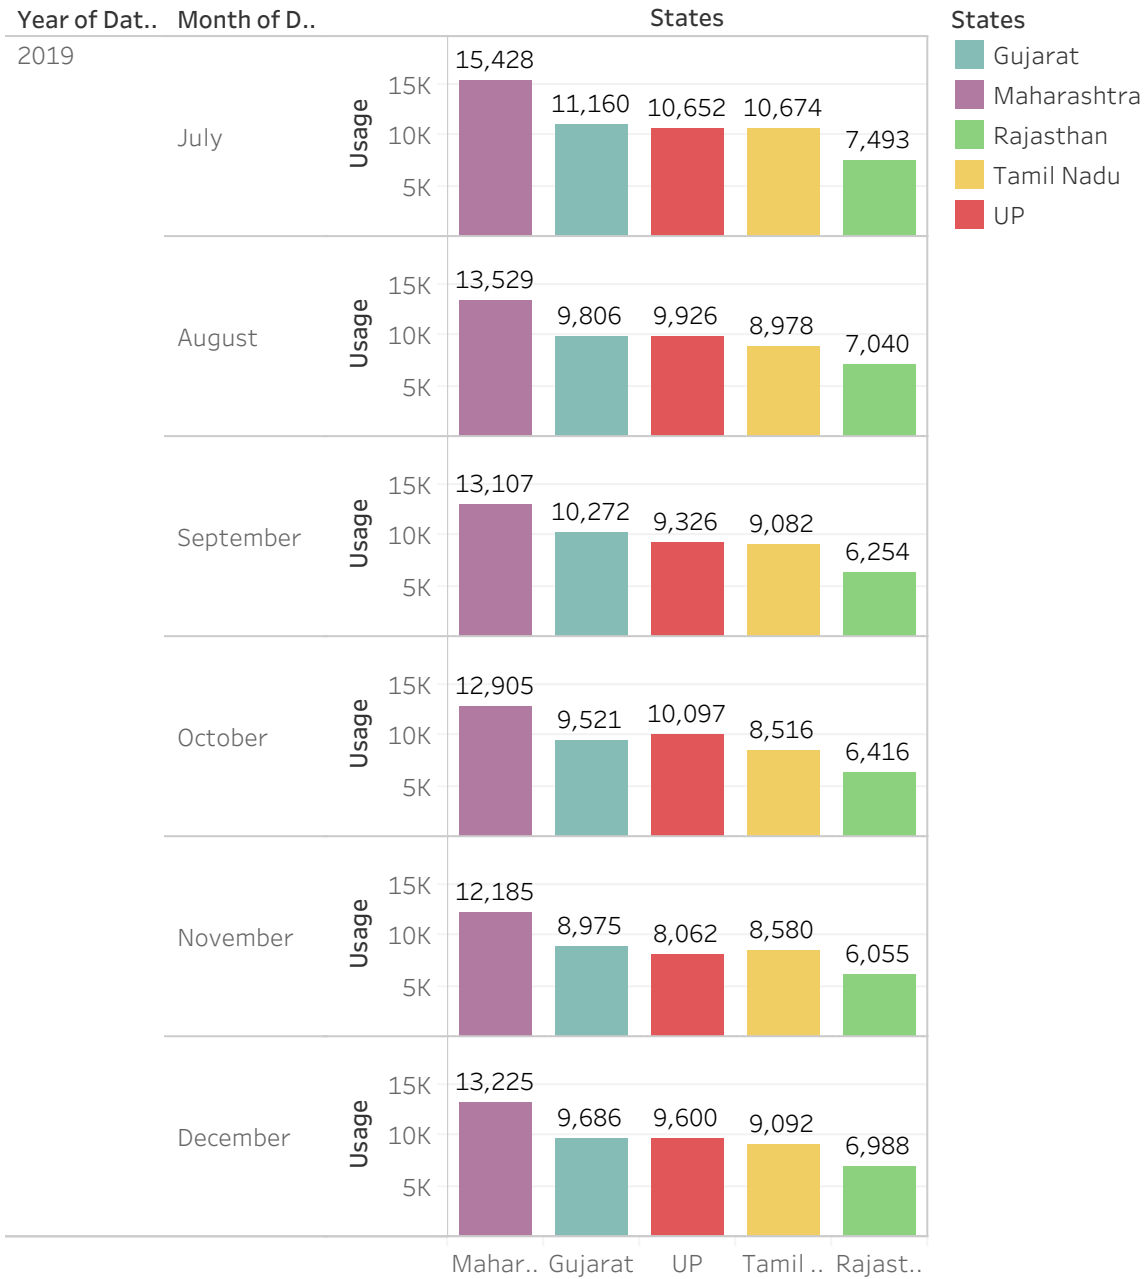 Year of Dat.. Month of D.. States
2019
July
Usage
15K
10K
5K
15,428 11,160 10,652 10,674 7,493
August
Usage
15K
10K
5K
13,529 9,806 9,926 8,978 7,040
September
Usage
15K
10K
5K
13,107 10,272 9,326 9,082 6,254
October
Usage
15K
10K
5K
12,905 9,521 10,097 8,516 6,416
November
Usage
15K
10K
5K
12,185 8,975 8,062 8,580 6,055
December
Usage
15K
10K
5K
13,225 9,686 9,600 9,092 6,988
Mahar.. Gujarat UP Tamil .. Rajast..
States
Gujarat
Maharashtra
Rajasthan
Tamil Nadu
UP